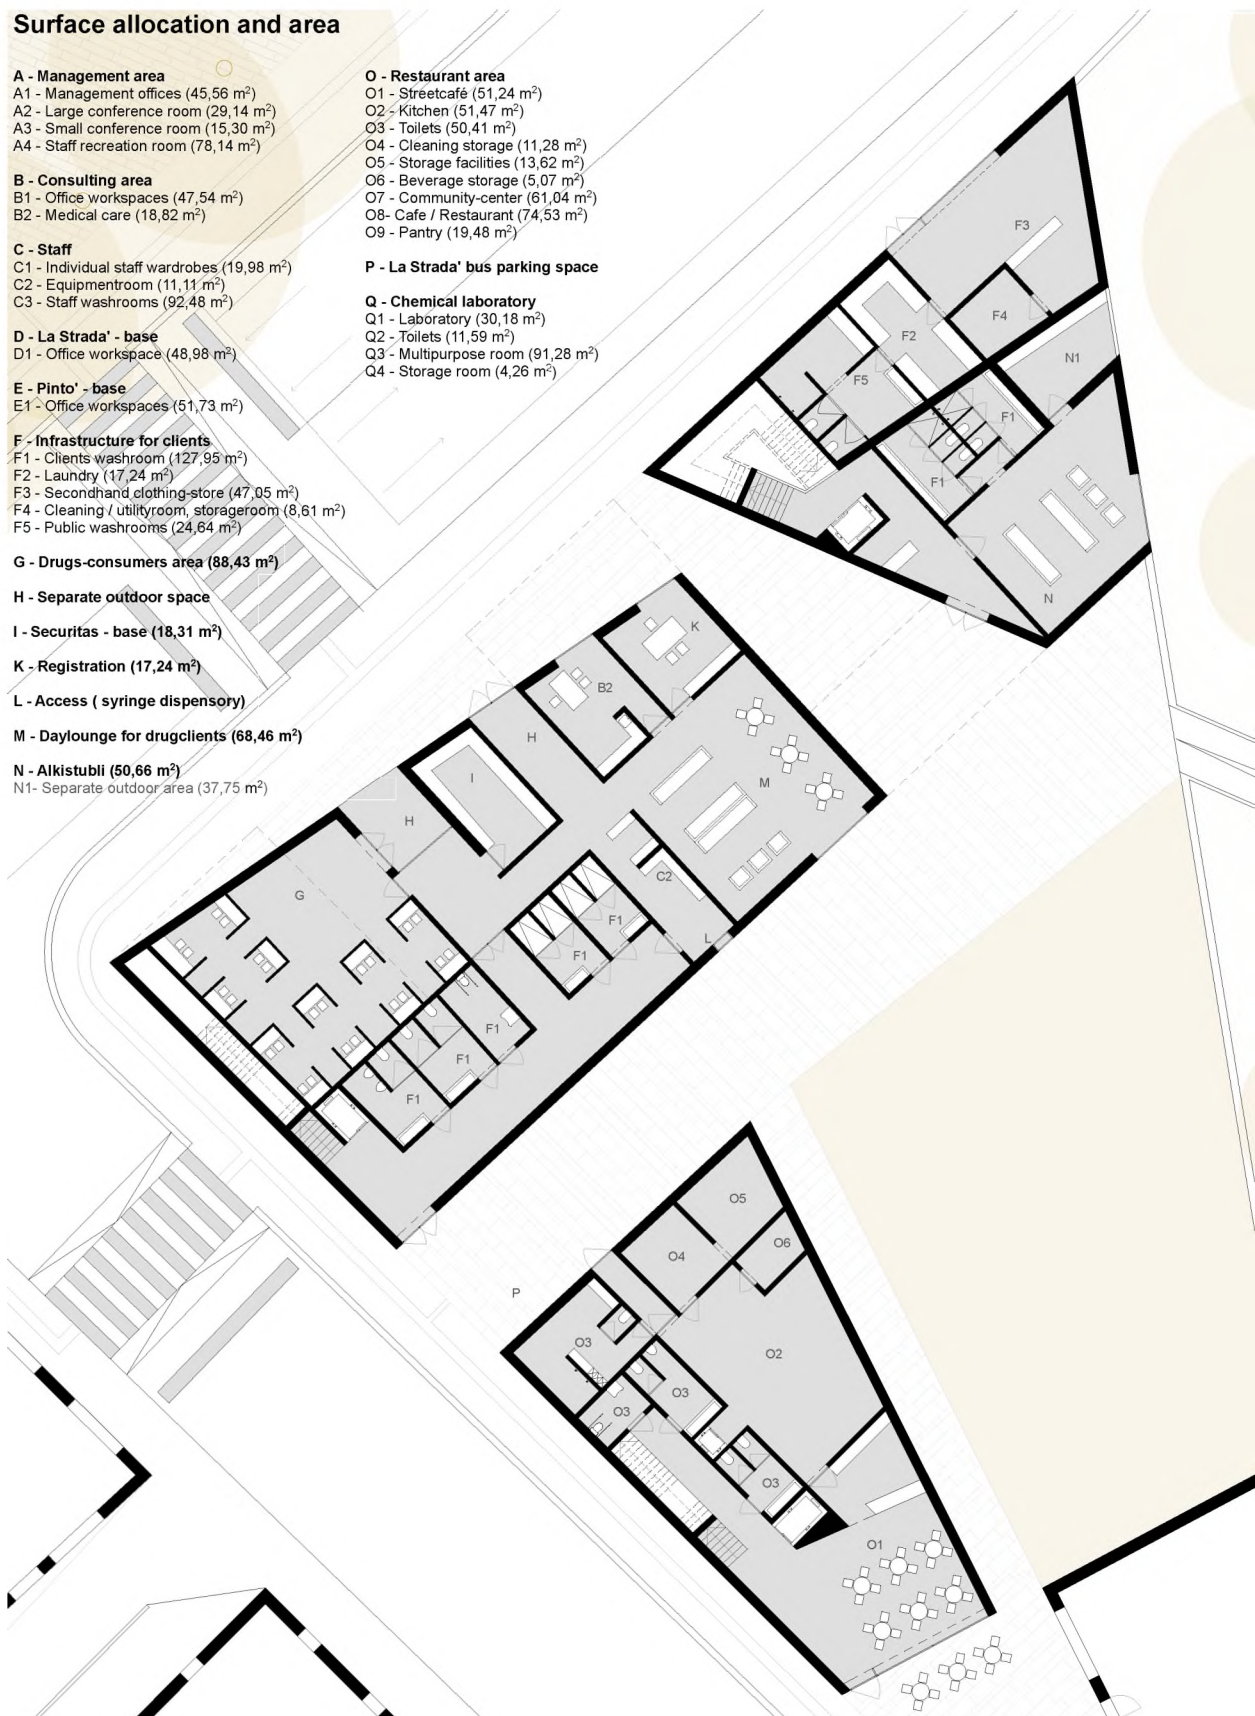 Surface allocation and area
A - Management area
A1 - Management offices (45,56 m²)
A2 - Large conference room (29,14 m²)
A3 - Small conference room (15,30 m²)
A4 - Staff recreation room (78,14 m²)
B - Consulting area
B1 - Office workspaces (47,54 m²)
B2 - Medical care (18,82 m²)
C - Staff
C1 - Individual staff wardrobes (19,98 m²)
C2 - Equipmentroom (11,11 m²)
C3 - Staff washrooms (92,48 m²)
D - La Strada' - base
D1 - Office workspace (48,98 m²)
E - Pinto' - base
E1 - Office workspaces (51,73 m²)
F - Infrastructure for clients
F1 - Clients washroom (127,95 m²)
F2 - Laundry (17,24 m²)
F3 - Secondhand clothing-store (47,05 m²)
F4 - Cleaning / utilityroom, storageroom (8,61 m²)
F5 - Public washrooms (24,64 m²)
G - Drugs-consumers area (88,43 m²)
H - Separate outdoor space
I - Securitas - base (18,31 m²)
K - Registration (17,24 m²)
L - Access ( syringe dispensory)
M - Daylounge for drugclients (68,46 m²)
N - Alkistubli (50,66 m²)
N1- Separate outdoor area (37,75 m²)
O - Restaurant area
O1 - Streetcafé (51,24 m²)
O2 - Kitchen (51,47 m²)
O3 - Toilets (50,41 m²)
O4 - Cleaning storage (11,28 m²)
O5 - Storage facilities (13,62 m²)
O6 - Beverage storage (5,07 m²)
O7 - Community-center (61,04 m²)
O8- Cafe / Restaurant (74,53 m²)
O9 - Pantry (19,48 m²)
P - La Strada' bus parking space
Q - Chemical laboratory
Q1 - Laboratory (30,18 m²)
Q2 - Toilets (11,59 m²)
Q3 - Multipurpose room (91,28 m²)
Q4 - Storage room (4,26 m²)
F3
F4
F2
N1
F5
F1
F1
N
K
B2
H
I
M
H
C2
G
F1
L
F1
F1
F1
F1
O5
O6
O4
P
O3
O2
O3
O3
O3
O1